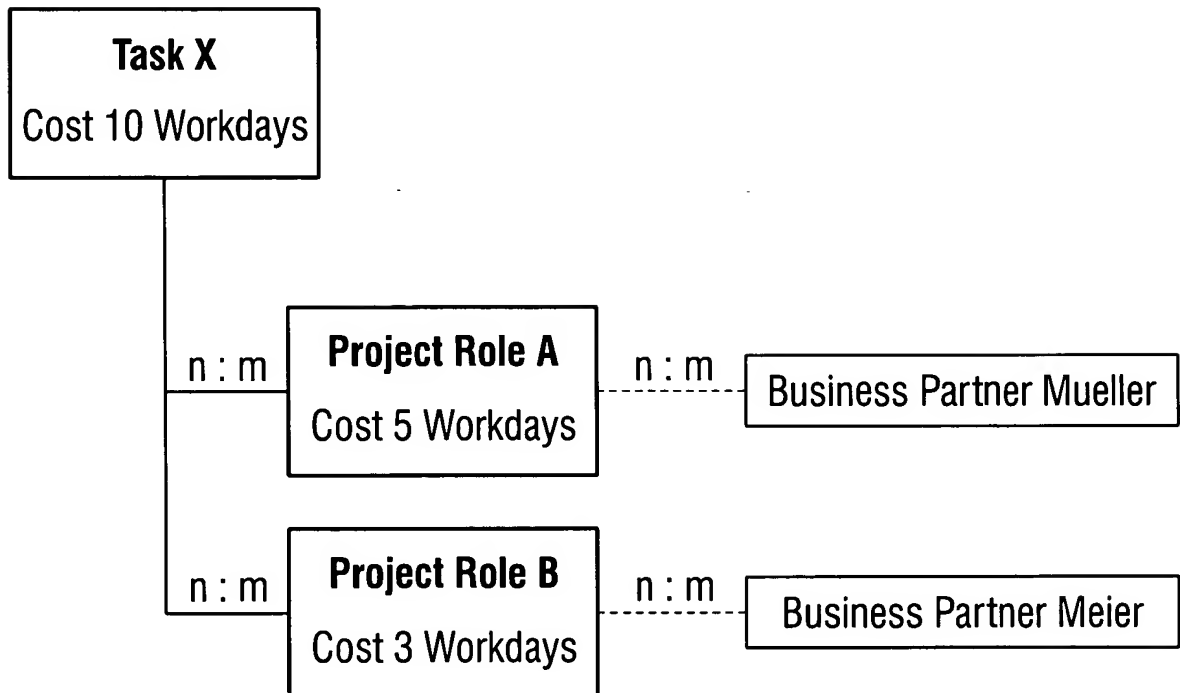 Task X
Cost 10 Workdays
n : m
Project Role A
Cost 5 Workdays
n : m
Business Partner Mueller
n : m
Project Role B
Cost 3 Workdays
n : m
Business Partner Meier